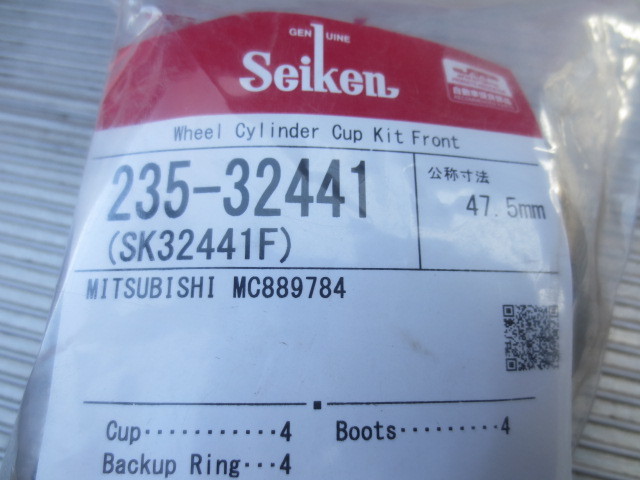 GENUINE
Seiken
Wheel Cylinder Cup Kit Front
235-32441
(SK32441F)
公称寸法
47.5mm
MITSUBISHI MC889784
Cup··········4
Boots·········4
Backup Ring···4